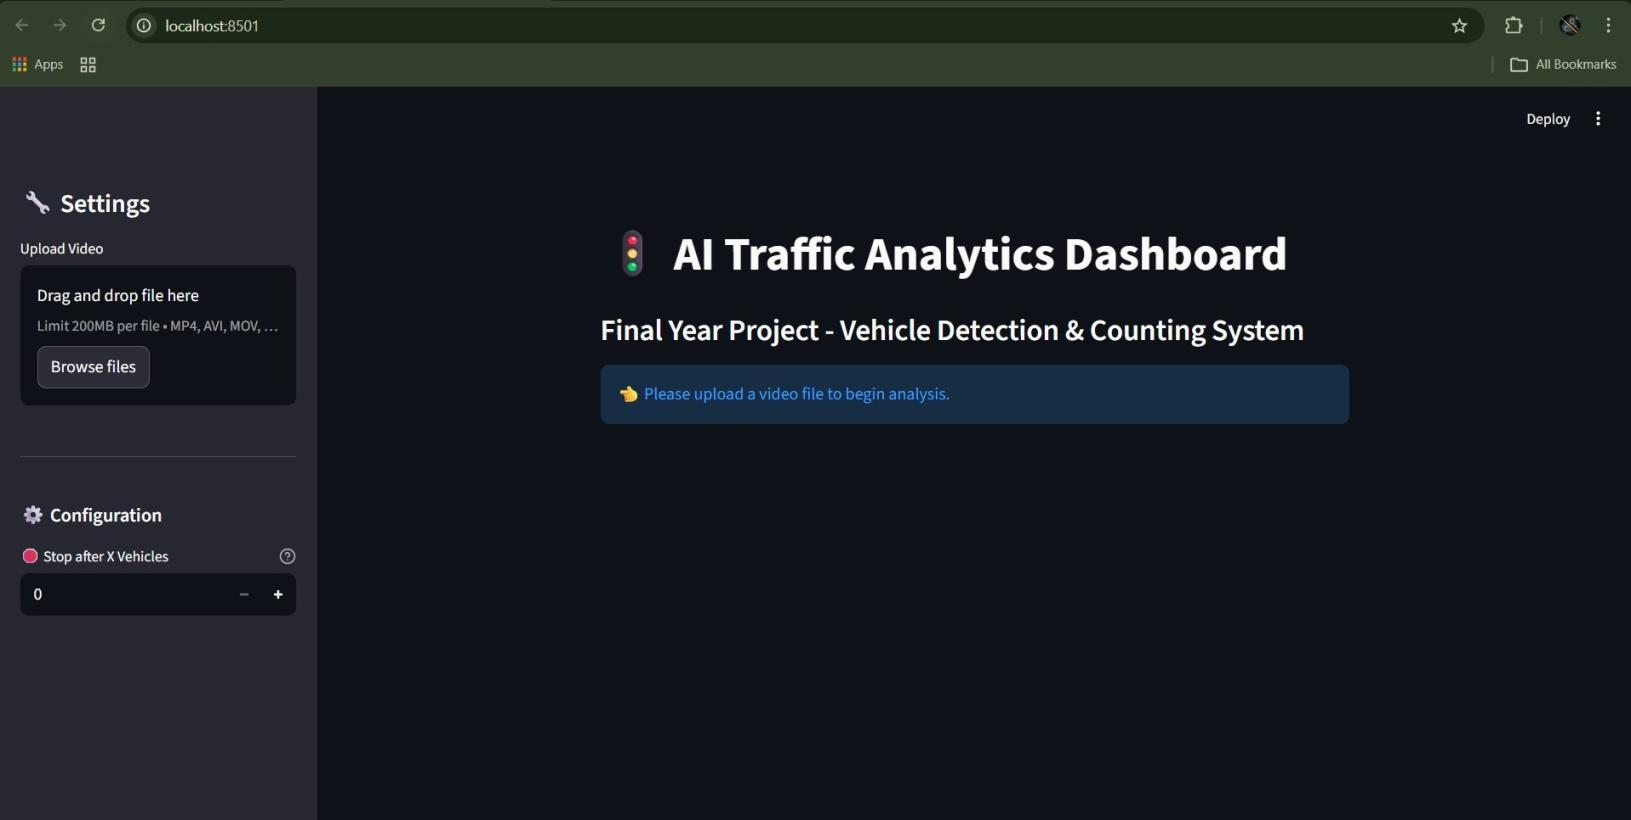 localhost:8501
Apps
All Bookmarks
Deploy
Settings
Upload Video
Drag and drop file here
Limit 200MB per file • MP4, AVI, MOV, ...
Browse files
Configuration
Stop after X Vehicles
0
AI Traffic Analytics Dashboard
Final Year Project - Vehicle Detection & Counting System
Please upload a video file to begin analysis.